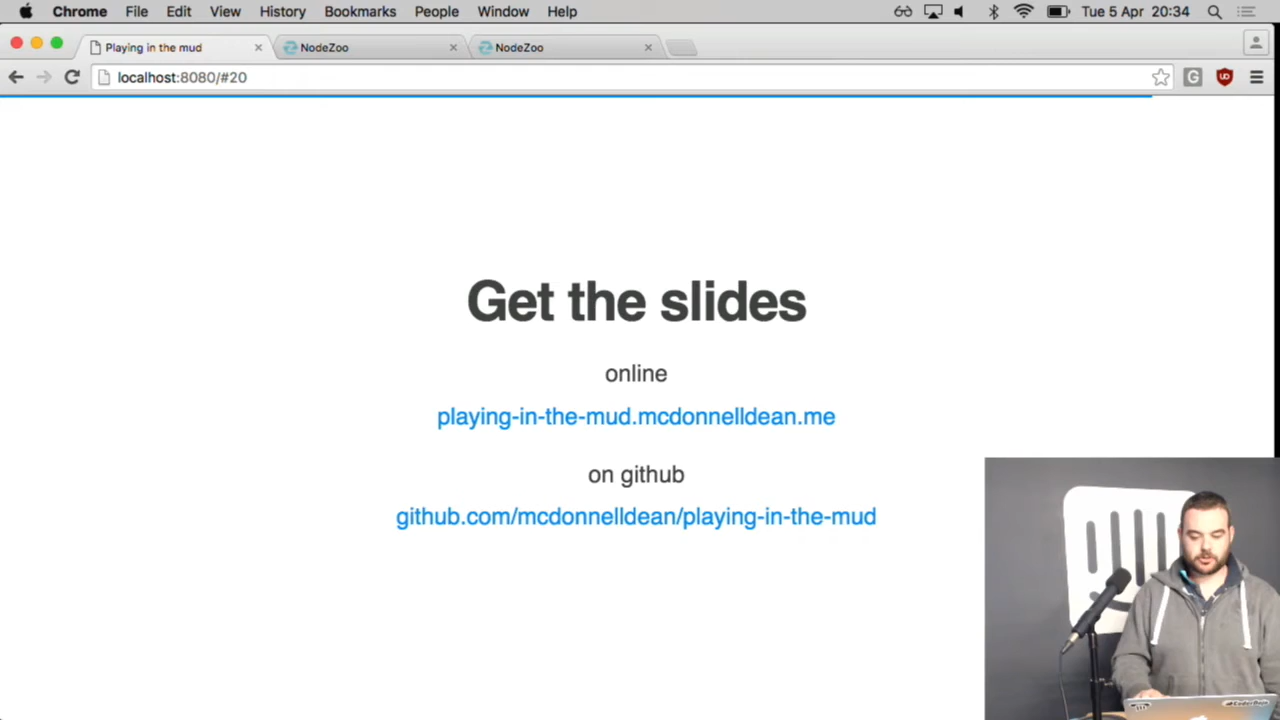 Chrome File Edit View History Bookmarks People Window Help Tue 5 Apr 20:34
Playing in the mud NodeZoo NodeZoo
localhost:8080/#20
Get the slides
online
playing-in-the-mud.mcdonnelldean.me
on github
github.com/mcdonnelldean/playing-in-the-mud